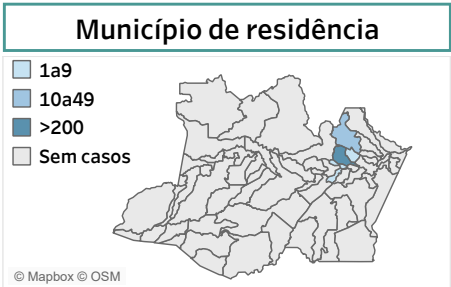 Município de residência
1a9
10a49
>200
Sem casos
© Mapbox © OSM